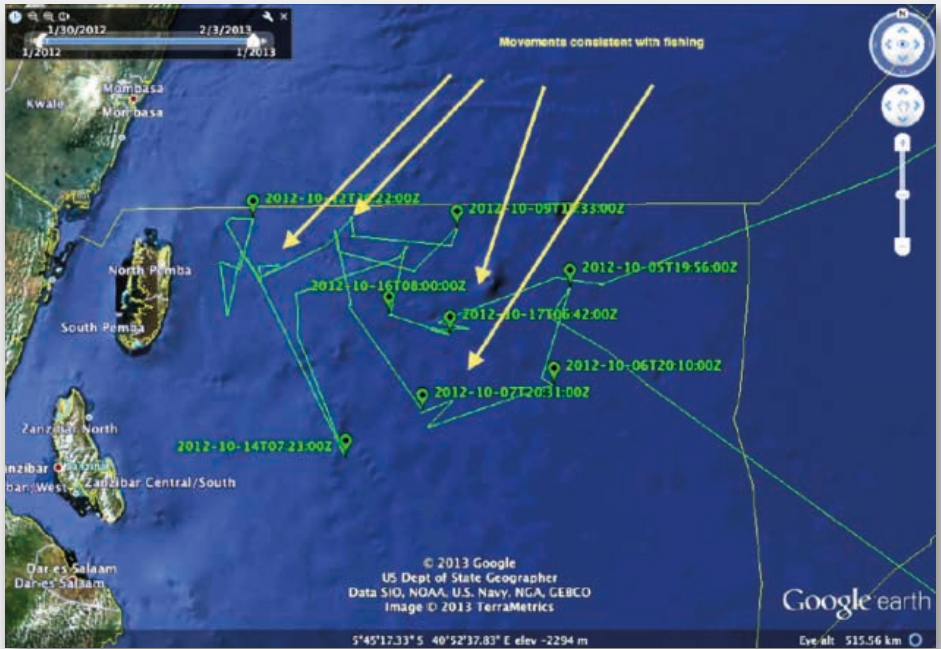 1/30/2012 2/3/2013
1/2012 1/2013
Movements consistent with fishing
N
Mombasa
Kwale
Mombasa
2012-10-12T20:22:00Z
2012-10-09T19:33:00Z
2012-10-05T19:56:00Z
North Pemba
2012-10-16T08:00:00Z
2012-10-17T06:42:00Z
South Pemba
2012-10-06T20:10:00Z
2012-10-07T20:31:00Z
Zanzibar North
2012-10-14T07:23:00Z
anzibar
Zanzibar Central/South
bar West
Dar es Salaam
Dar es Salaam
© 2013 Google
US Dept of State Geographer
Data SIO, NOAA, U.S. Navy, NGA, GEBCO
Image © 2013 TerraMetrics
Google earth
5°45'17.33" S 40°52'37.83" E elev -2294 m
Eye alt 515.56 km